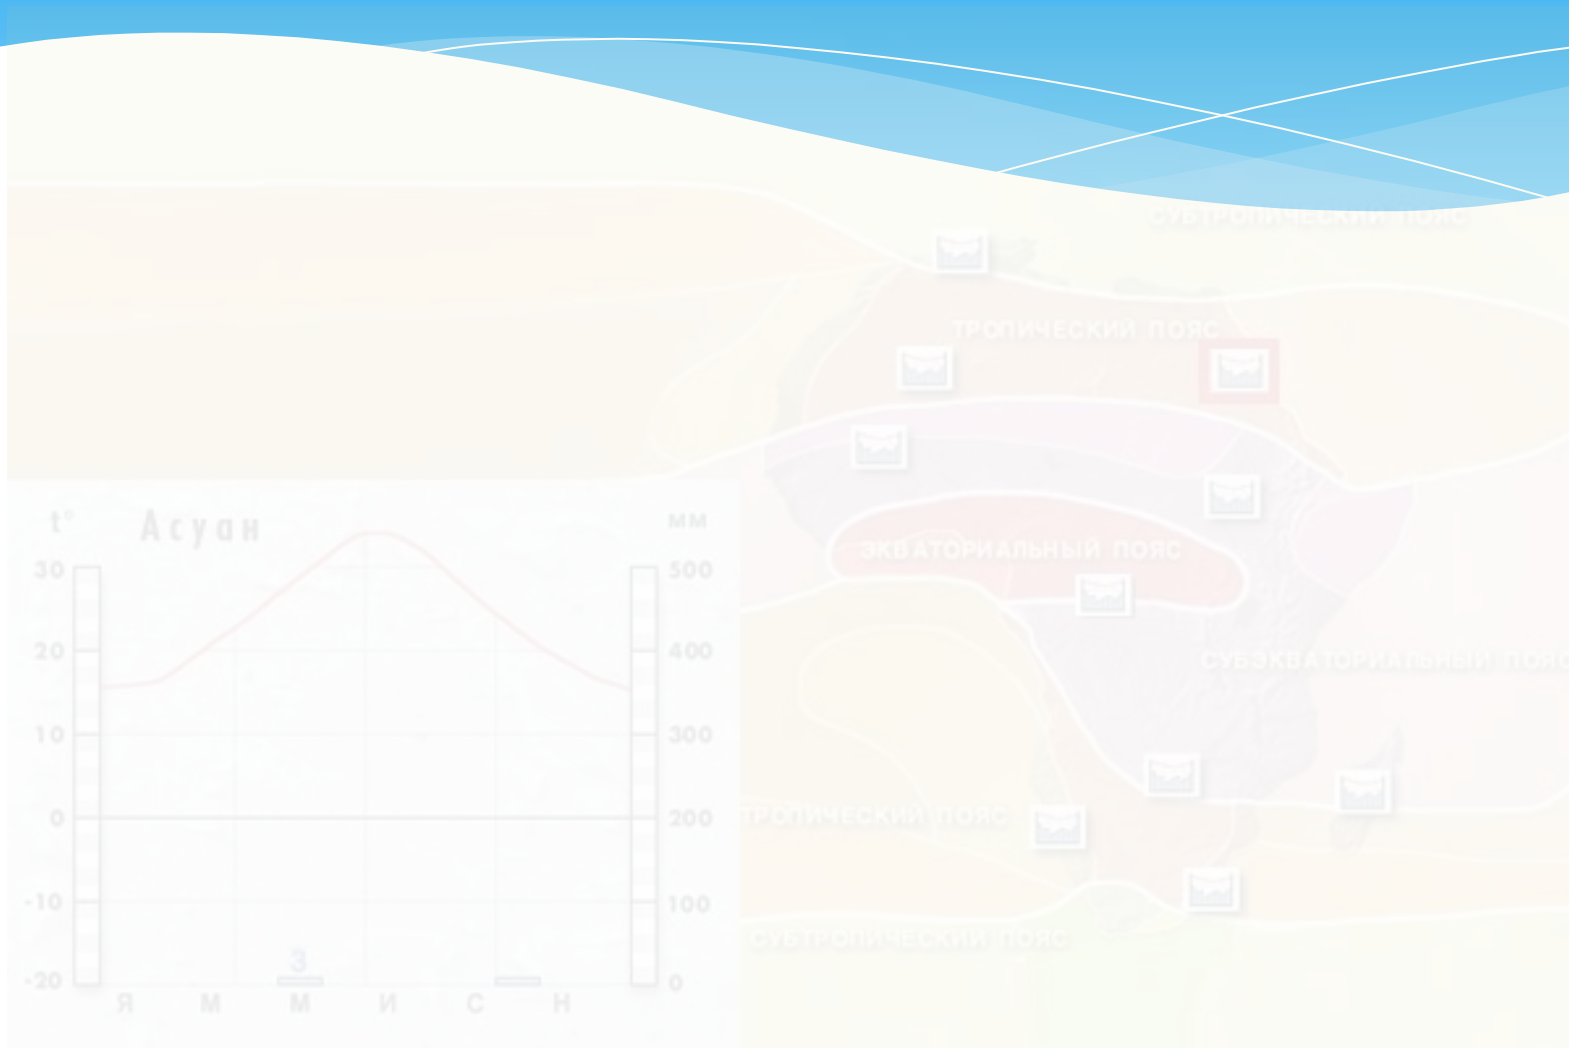 СУБТРОПИЧЕСКИЙ ПОЯС
ТРОПИЧЕСКИЙ ПОЯС
ЭКВАТОРИАЛЬНЫЙ ПОЯС
СУБЭКВАТОРИАЛЬНЫЙ ПОЯС
ТРОПИЧЕСКИЙ ПОЯС
СУБТРОПИЧЕСКИЙ ПОЯС
t° Асуан мм
30 500
20 400
10 300
0 200
-10 100
-20 3 0
Я М М И С Н